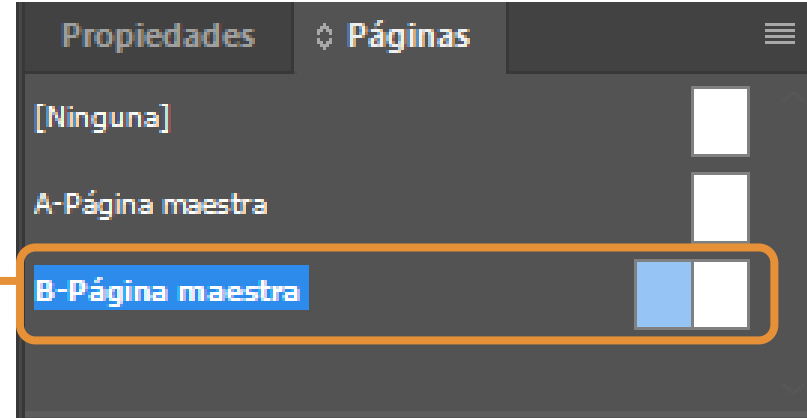 Propiedades Páginas
[Ninguna]
A-Página maestra
B-Página maestra